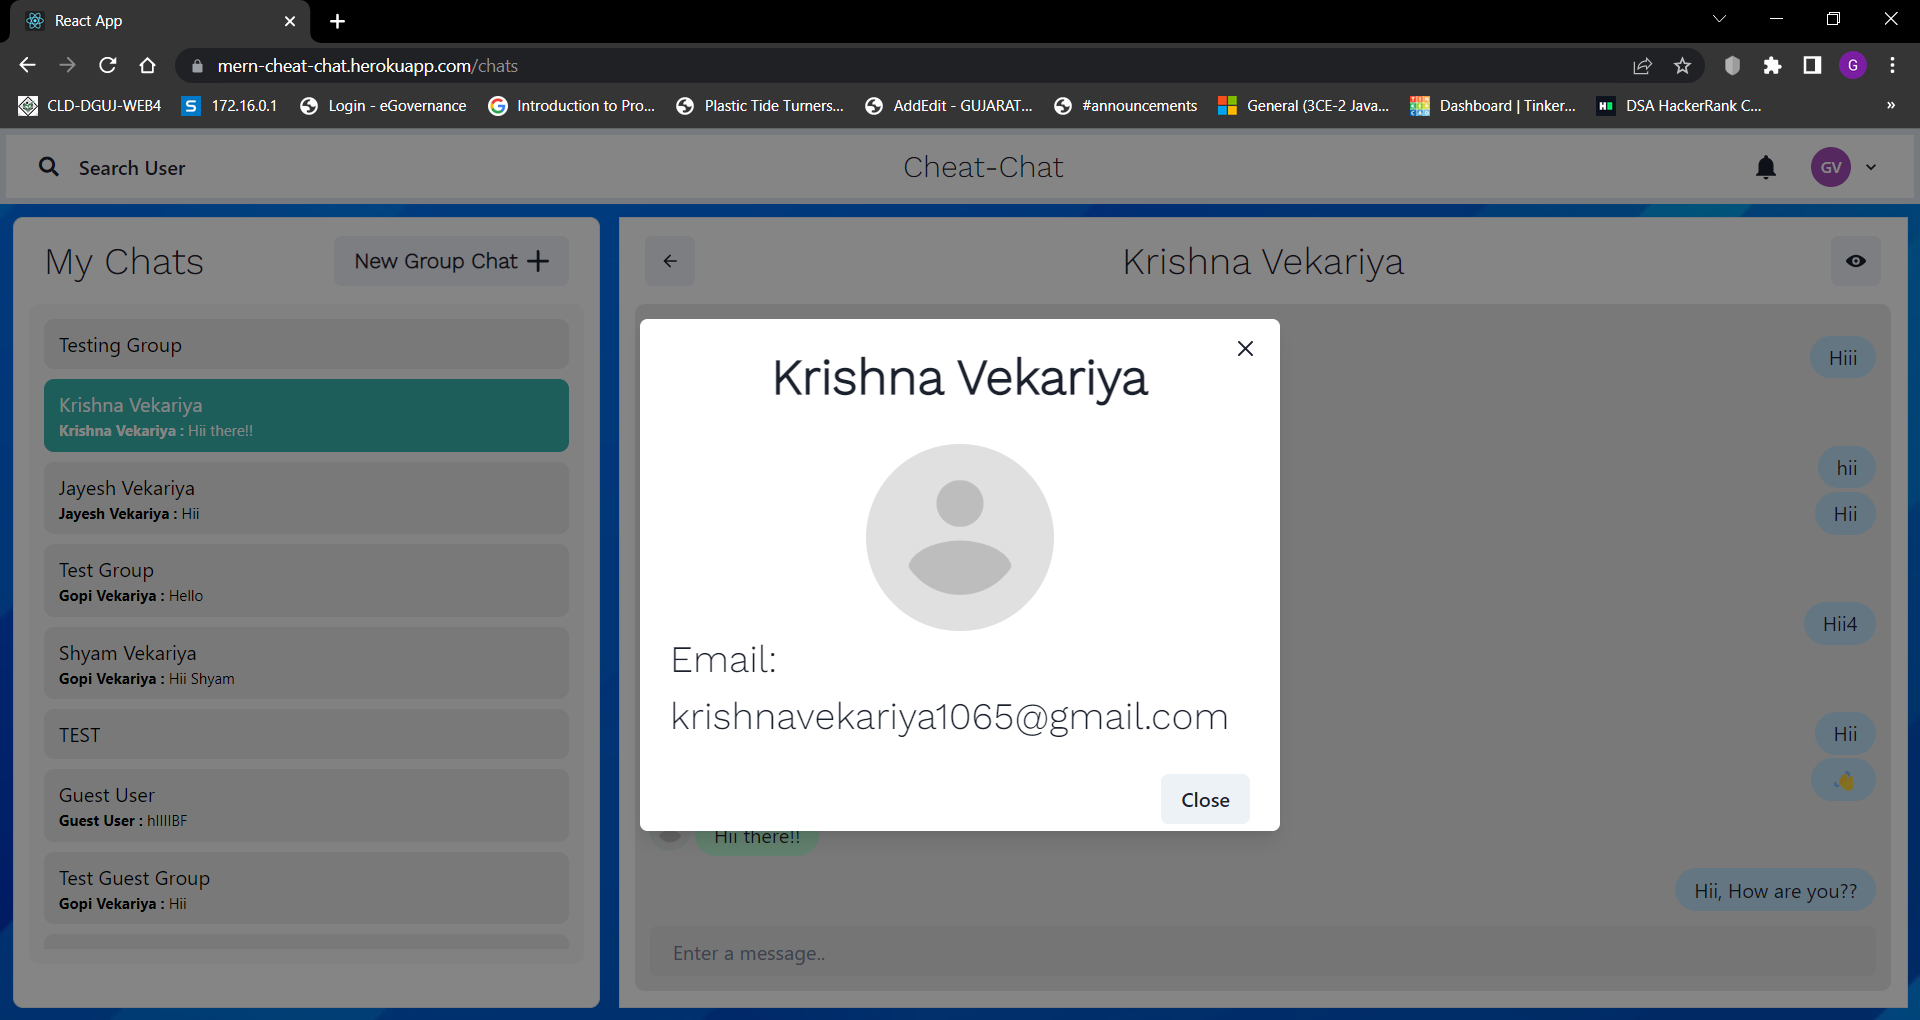 React App
mern-cheat-chat.herokuapp.com/chats
G
CLD-DGUJ-WEB4
S 172.16.0.1
Login - eGovernance
G Introduction to Pro...
Plastic Tide Turners...
AddEdit - GUJARAT...
#announcements
General (3CE-2 Java...
Dashboard | Tinker...
H Dsa HackerRank C...
»
Search User
Cheat-Chat
GV
My Chats
New Group Chat
Testing Group
Krishna Vekariya
Krishna Vekariya : Hii there!!
Jayesh Vekariya
Jayesh Vekariya : Hii
Test Group
Gopi Vekariya : Hello
Shyam Vekariya
Gopi Vekariya : Hii Shyam
TEST
Guest User
Guest User : hIIIIBF
Test Guest Group
Gopi Vekariya : Hii
Krishna Vekariya
Hiii
hii
Hii
Hii4
Hii
Hii there!!
Hii, How are you??
Enter a message..
Krishna Vekariya
Email:
krishnavekariya1065@gmail.com
Close